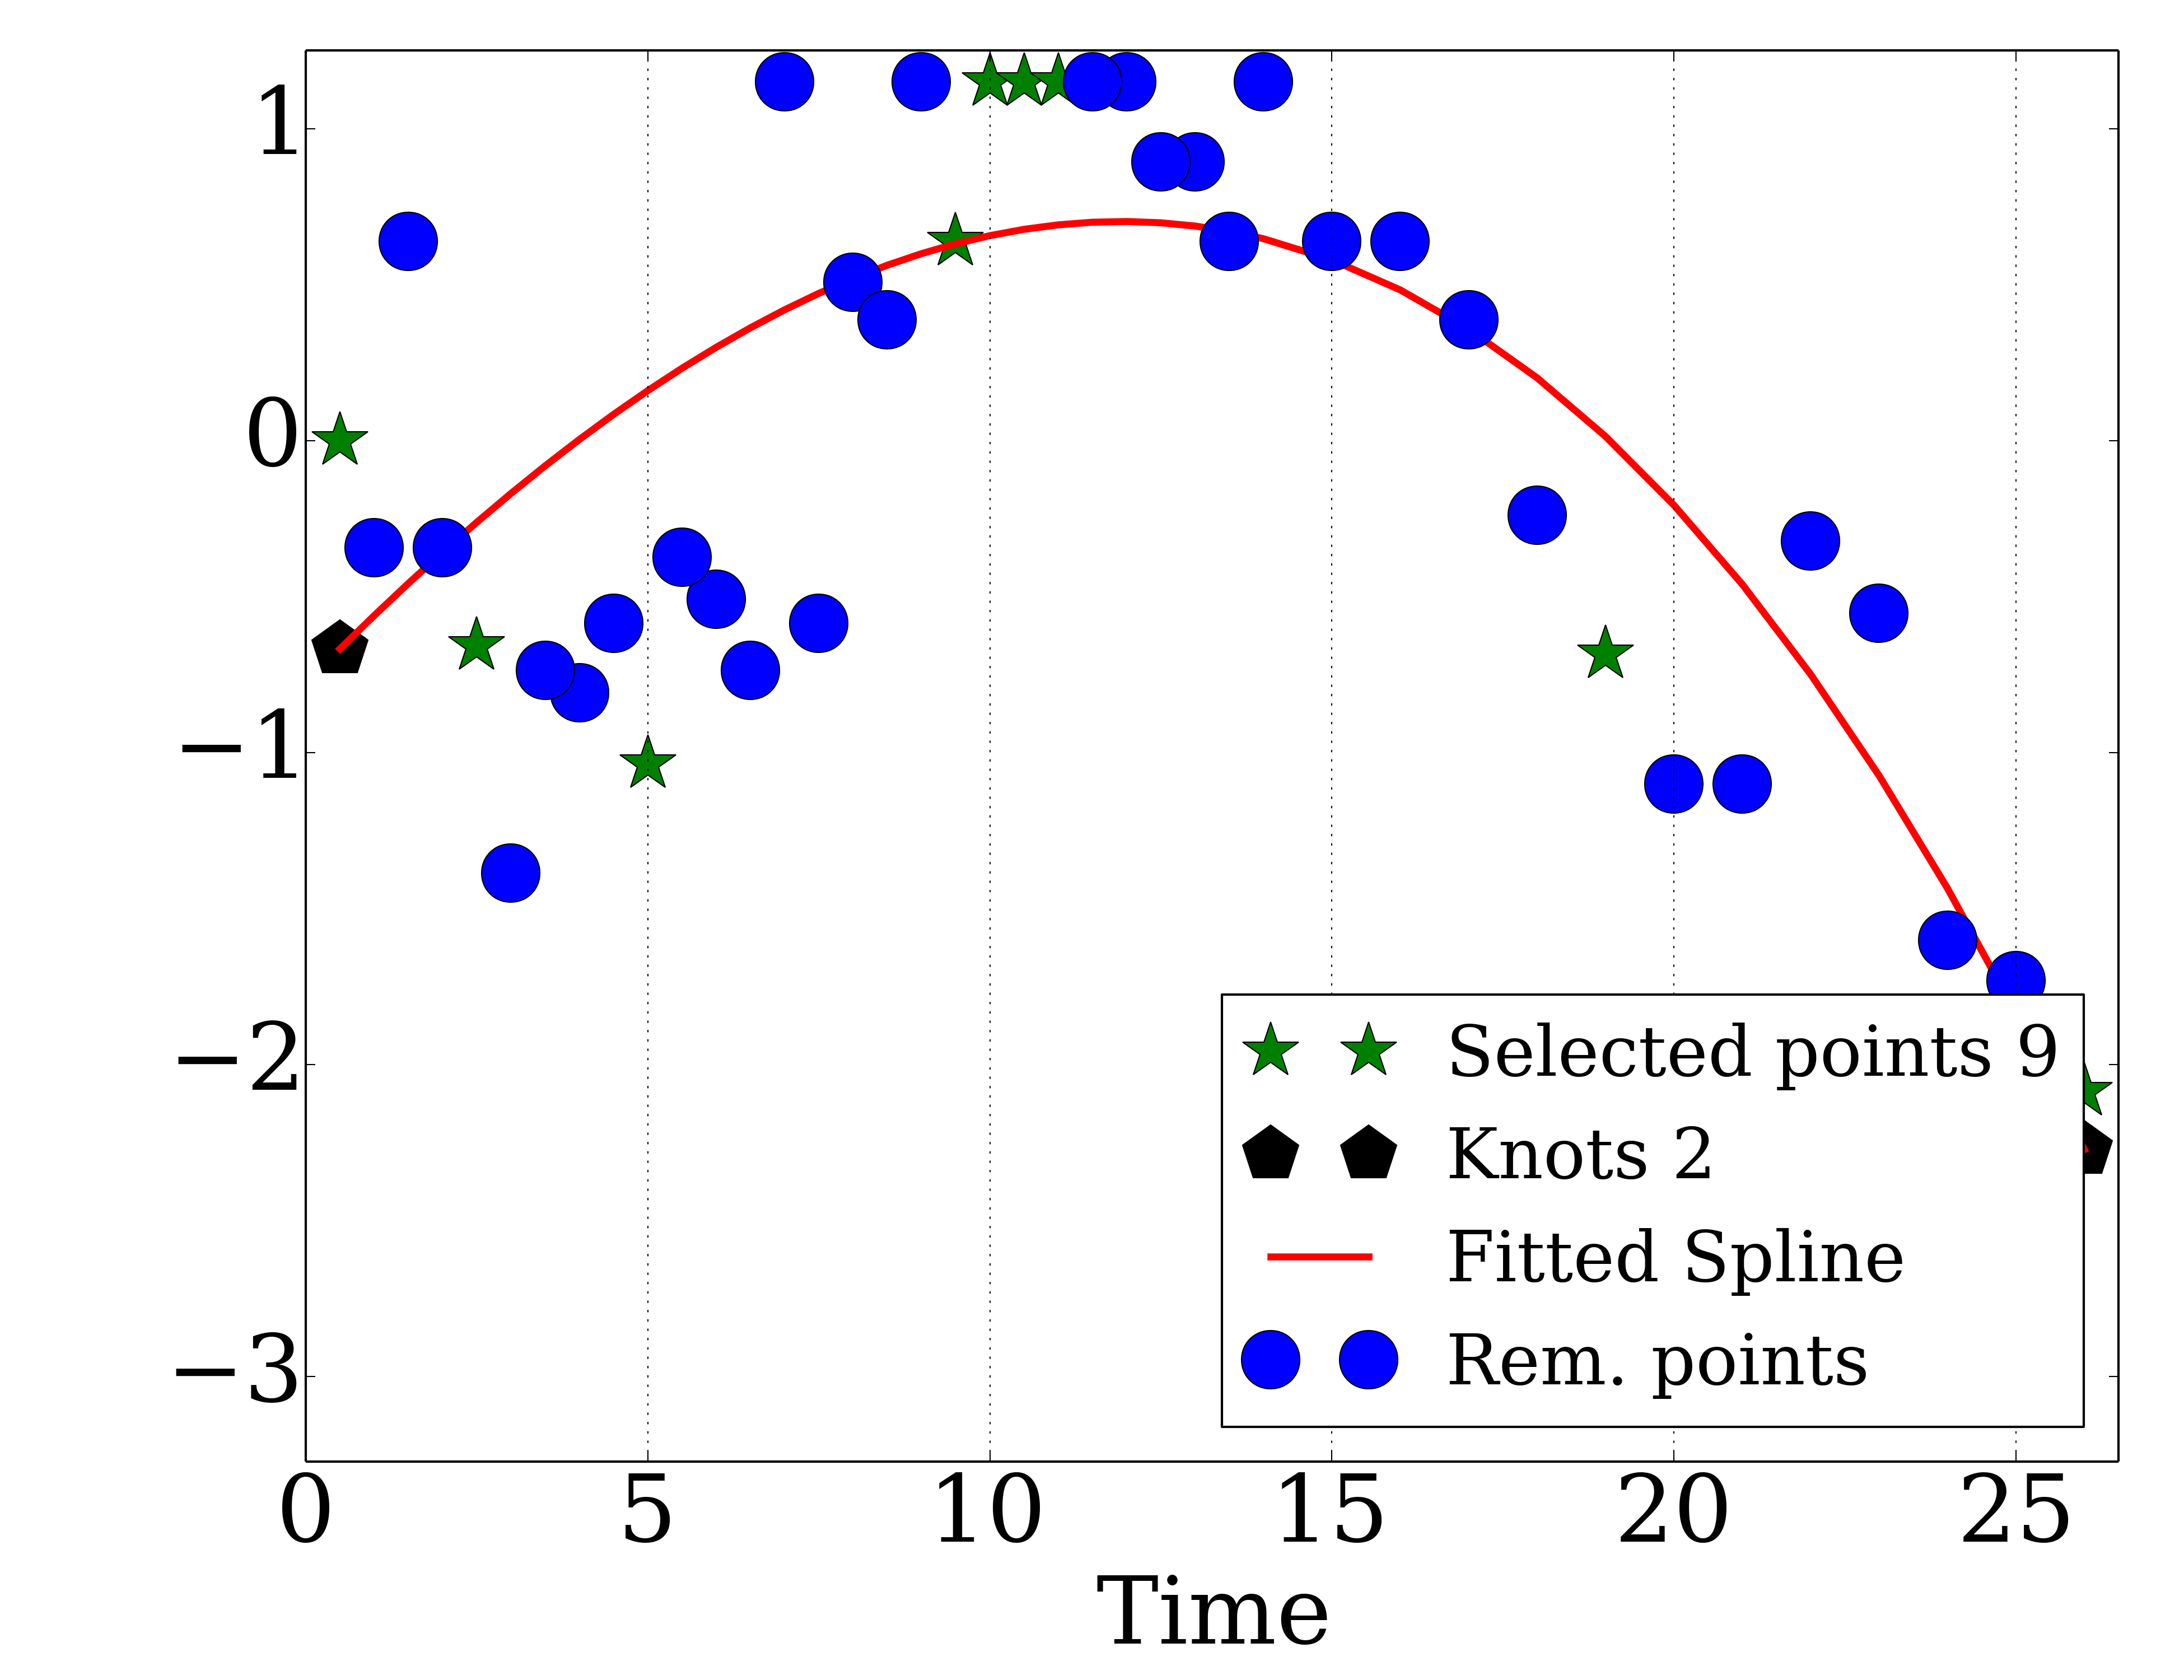 1
0
−1
−2
−3
Selected points 9
Knots 2
Fitted Spline
Rem. points
0 5 10 15 20 25
Time